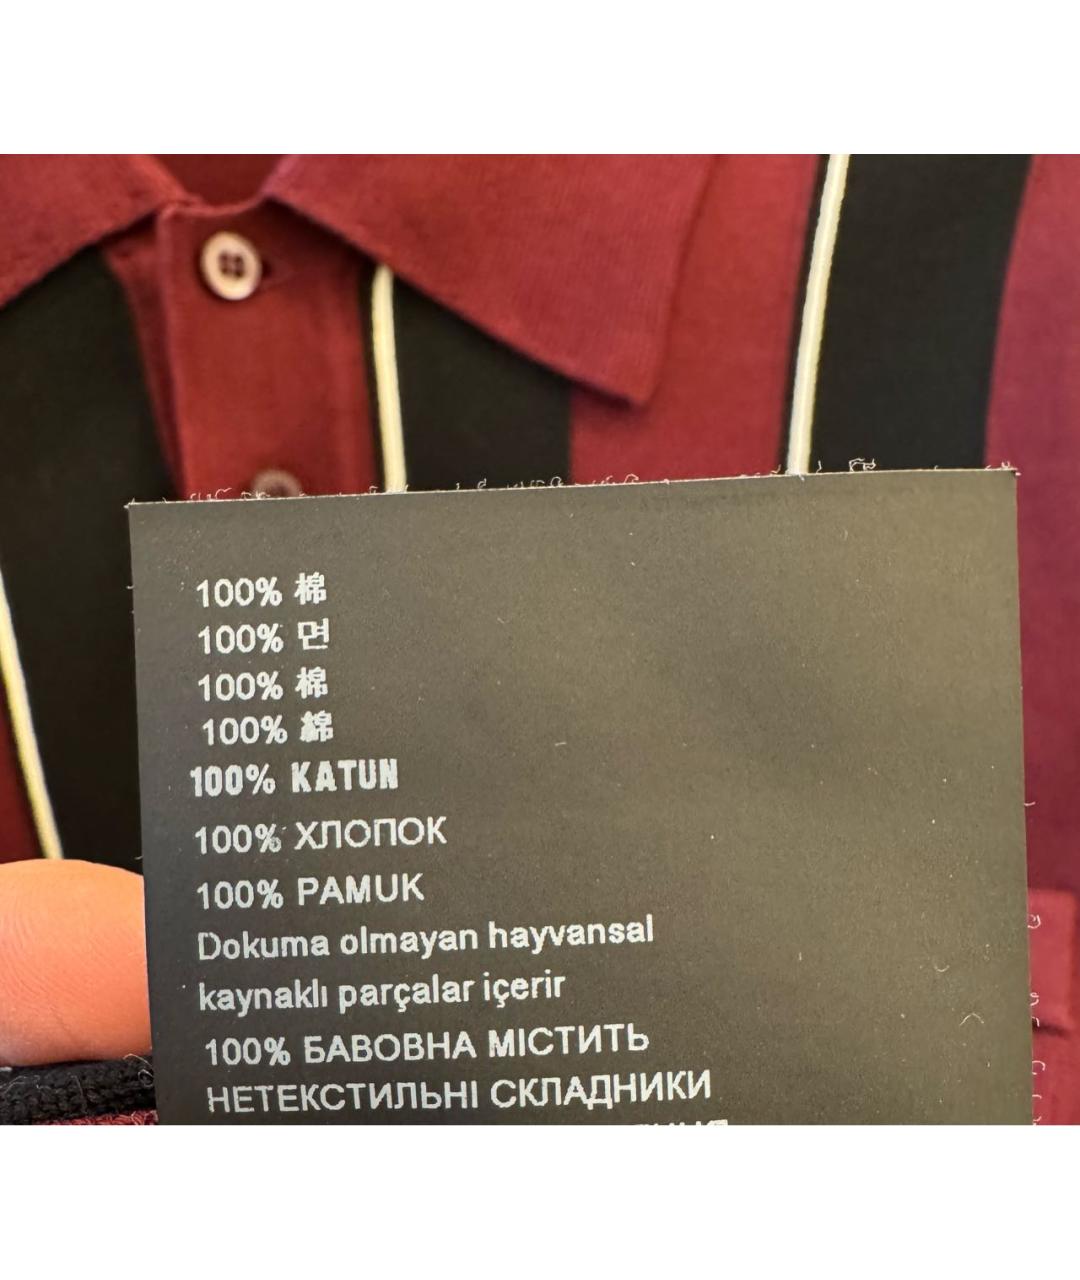 100% 棉
100% 면
100% 棉
100% 綿
100% KATUN
100% ХЛОПОК
100% PAMUK
Dokuma olmayan hayvansal
kaynaklı parçalar içerir
100% БАВОВНА МІСТИТЬ
НЕТЕКСТИЛЬНІ СКЛАДНИКИ